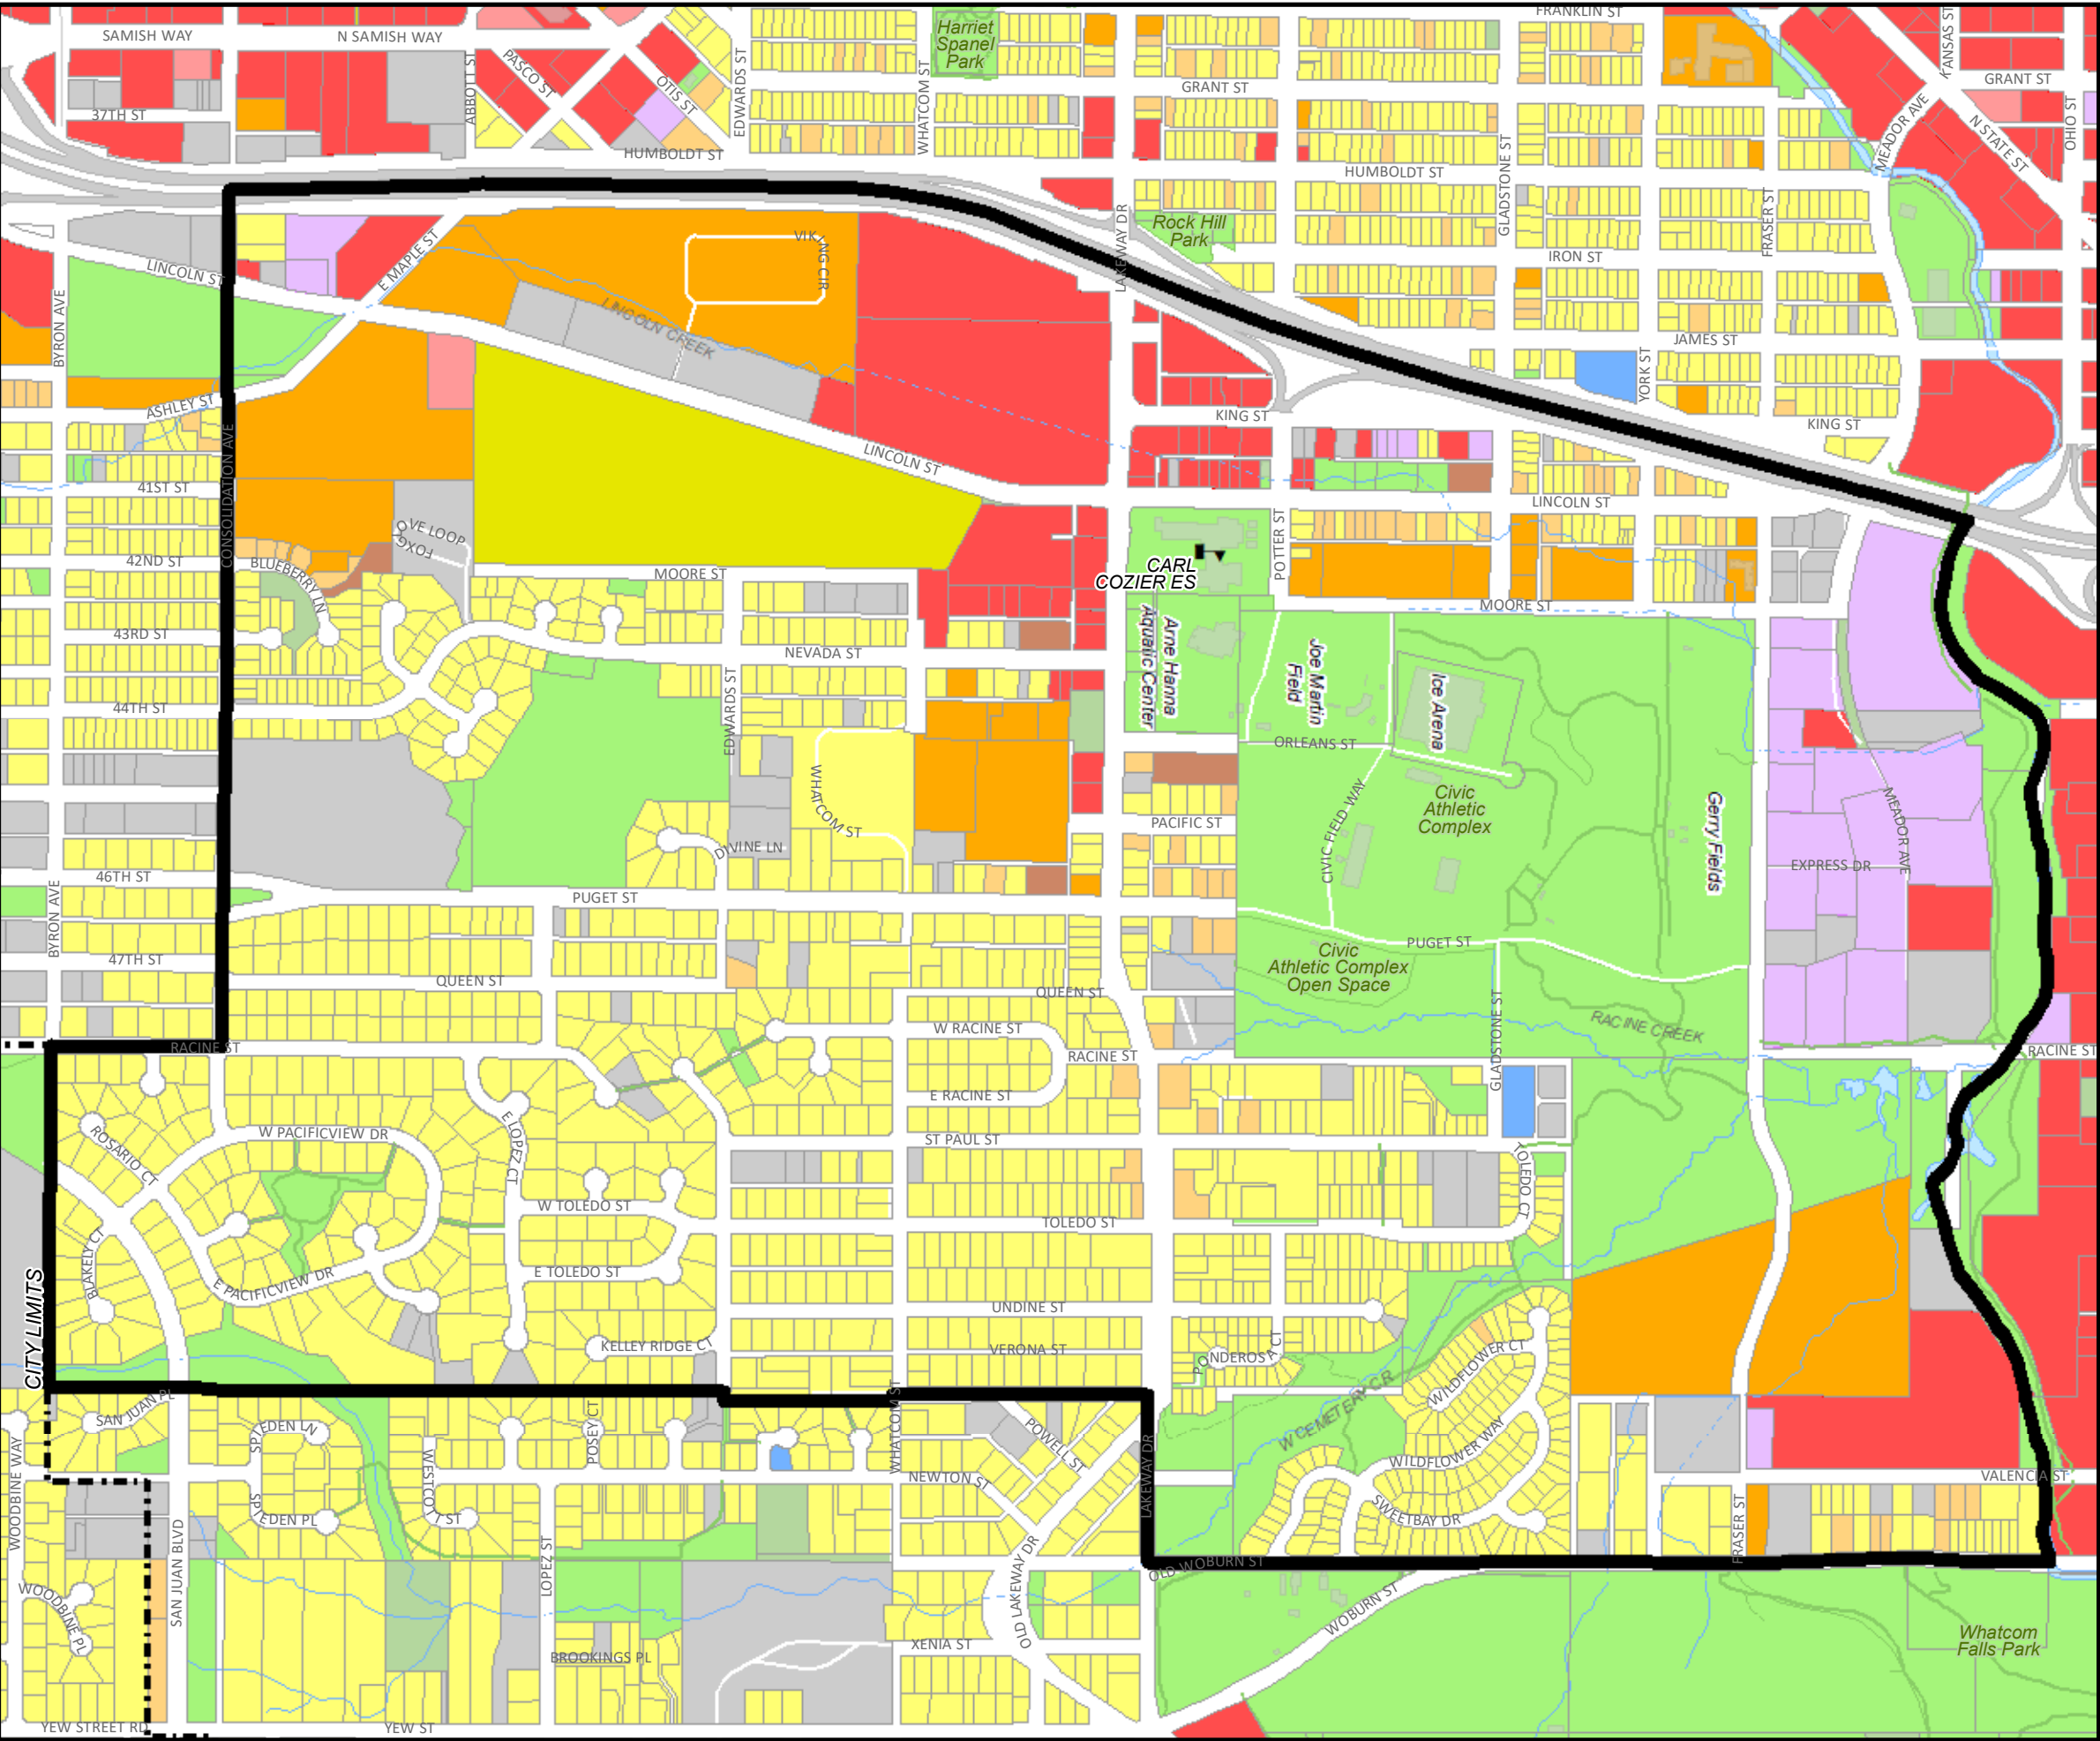 FRANKLIN ST
SAMISH WAY
N SAMISH WAY
Harriet
Spanel
Park
KANSAS ST
ABBOTT ST
PASCO ST
OTIS ST
EDWARDS ST
WHATCOM ST
GRANT ST
GRANT ST
37TH ST
MEADOR AVE
N STATE ST
OHIO ST
HUMBOLDT ST
HUMBOLDT ST
GLADSTONE ST
FRASER ST
LAKEWAY DR
Rock Hill
Park
E MAPLE ST
VIKING CIR
LINCOLN ST
IRON ST
BYRON AVE
LINCOLN CREEK
JAMES ST
YORK ST
ASHLEY ST
KING ST
KING ST
CONSOLIDATION AVE
LINCOLN ST
41ST ST
LINCOLN ST
FOXGLOVE LOOP
42ND ST
BLUEBERRY LN
MOORE ST
CARL
COZIER ES
POTTER ST
MOORE ST
43RD ST
NEVADA ST
Arne Hanna
Aquatic Center
Joe Martin
Field
Ice Arena
44TH ST
EDWARDS ST
ORLEANS ST
WHATCOM ST
CIVIC FIELD WAY
Civic
Athletic
Complex
Gerry Fields
MEADOR AVE
PACIFIC ST
DIVINE LN
EXPRESS DR
46TH ST
PUGET ST
BYRON AVE
PUGET ST
47TH ST
Civic
Athletic Complex
Open Space
QUEEN ST
QUEEN ST
GLADSTONE ST
RACINE CREEK
W RACINE ST
RACINE ST
RACINE ST
RACINE ST
E RACINE ST
E LOPEZ CT
W PACIFICVIEW DR
ROSARIO CT
ST PAUL ST
TOLEDO CT
W TOLEDO ST
TOLEDO ST
BLAKELY CT
E PACIFICVIEW DR
E TOLEDO ST
UNDINE ST
CITY LIMITS
KELLEY RIDGE CT
VERONA ST
PONDEROSA CT
WILDFLOWER CT
W CEMETERY CR
SAN JUAN PL
SPT EDEN LN
POSEY CT
WHATCOM ST
POWELL ST
WOODBINE WAY
WESTCOTT ST
NEWTON ST
LAKEWAY DR
WILDFLOWER WAY
VALENCIA ST
SPT EDEN PL
SWEETBAY DR
FRASER ST
SAN JUAN BLVD
LOPEZ ST
OLD LAKEWAY DR
OLD WOBURN ST
WOODBINE PL
WOBURN ST
Whatcom
Falls Park
XENIA ST
BROOKINGS PL
YEW STREET RD
YEW ST